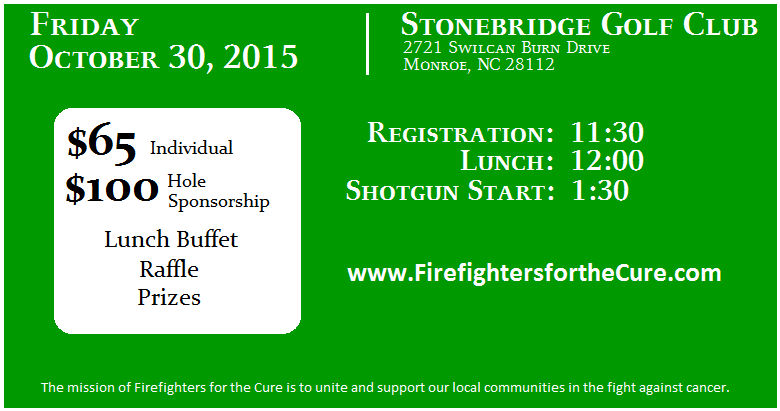 Friday
October 30, 2015
Stonebridge Golf Club
2721 Swilcan Burn Drive
Monroe, NC 28112
$65 Individual
$100 Hole Sponsorship
Lunch Buffet
Raffle
Prizes
Registration: 11:30
Lunch: 12:00
Shotgun Start: 1:30
www.FirefightersfortheCure.com
The mission of Firefighters for the Cure is to unite and support our local communities in the fight against cancer.